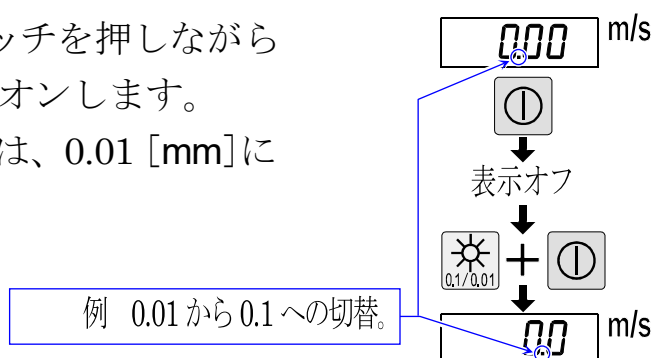 ッチを押しながら
オンします。
は、0.01 [mm]に
0.00 m/s
表示オフ
0.1/0.01
+
例 0.01から0.1への切替。
0.0 m/s